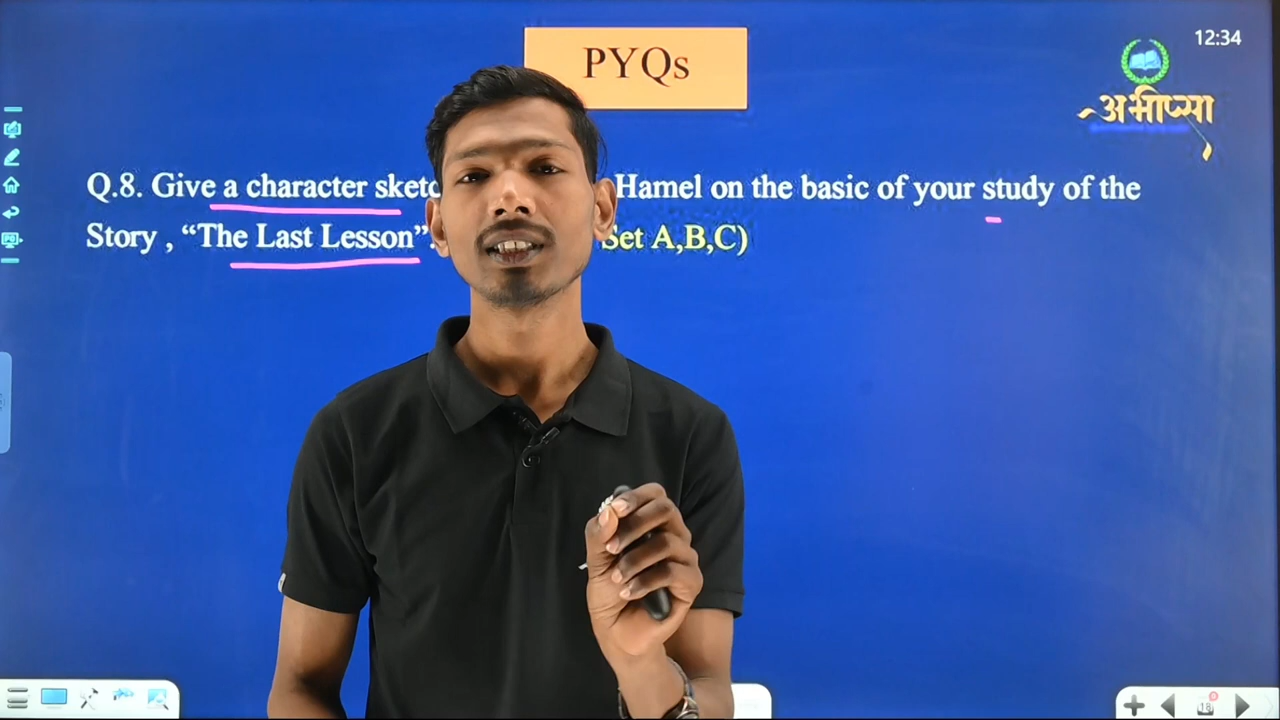 PYQs
12:34
अभीप्सा
Q.8. Give a character Hamel on the basic of your study of the
Story , “The Last Lesson”. Set A,B,C)
18